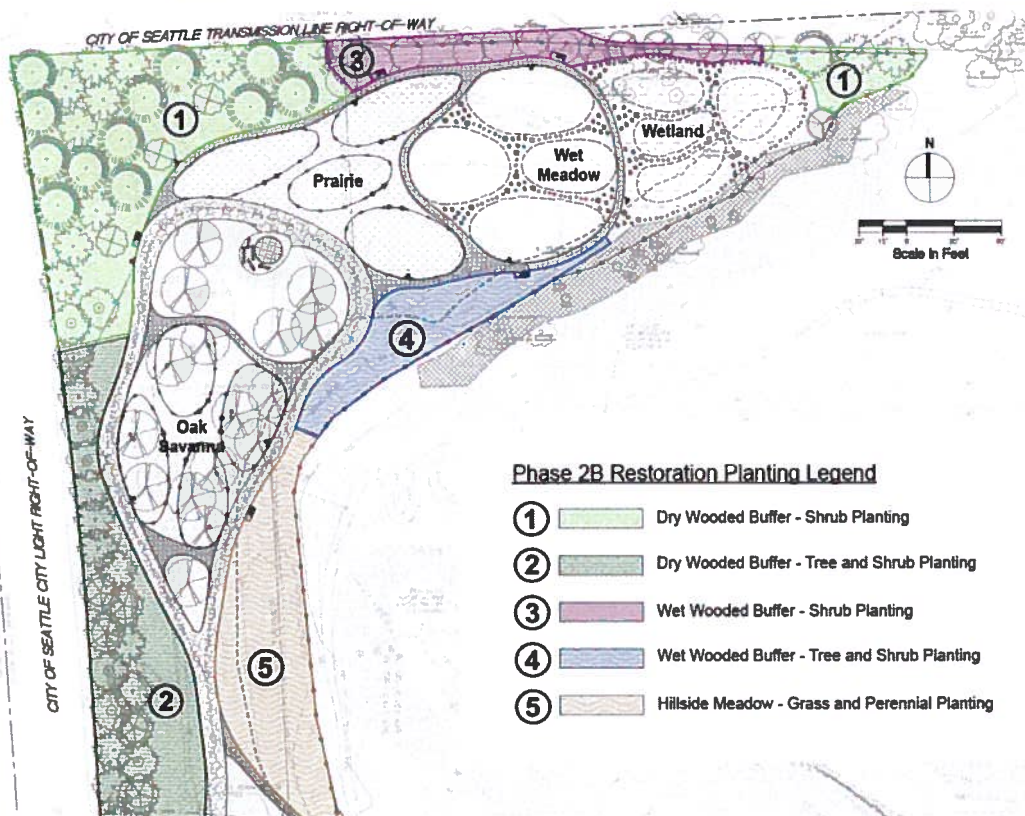 CITY OF SEATTLE TRANSMISSION LINE RIGHT-OF-WAY
3
1
1
Wetland
Wet
Meadow
Prairie
N
Scale In Feet
4
Oak
Savanna
CITY OF SEATTLE CITY LIGHT RIGHT-OF-WAY
5
2
Phase 2B Restoration Planting Legend
1 Dry Wooded Buffer - Shrub Planting
2 Dry Wooded Buffer - Tree and Shrub Planting
3 Wet Wooded Buffer - Shrub Planting
4 Wet Wooded Buffer - Tree and Shrub Planting
5 Hillside Meadow - Grass and Perennial Planting